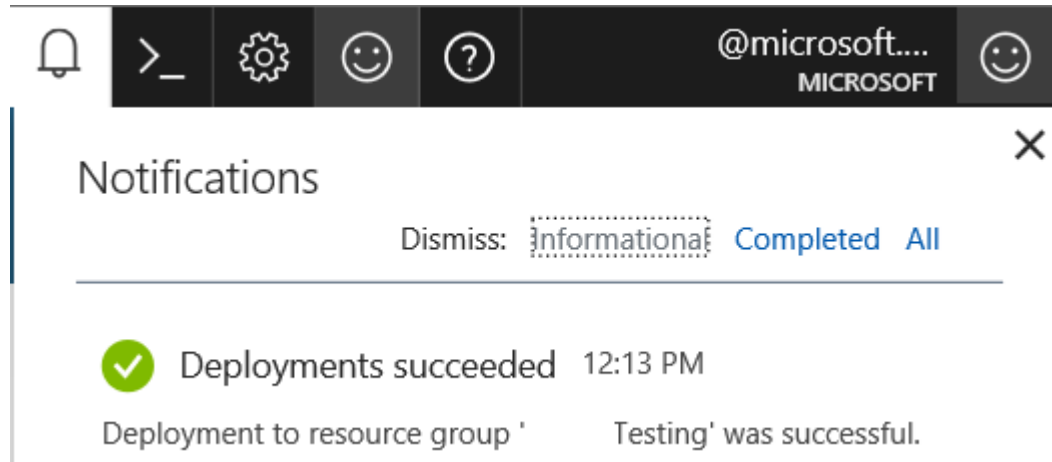 @microsoft....
MICROSOFT
Notifications
Dismiss: Informational Completed All
Deployments succeeded 12:13 PM
Deployment to resource group ' Testing' was successful.